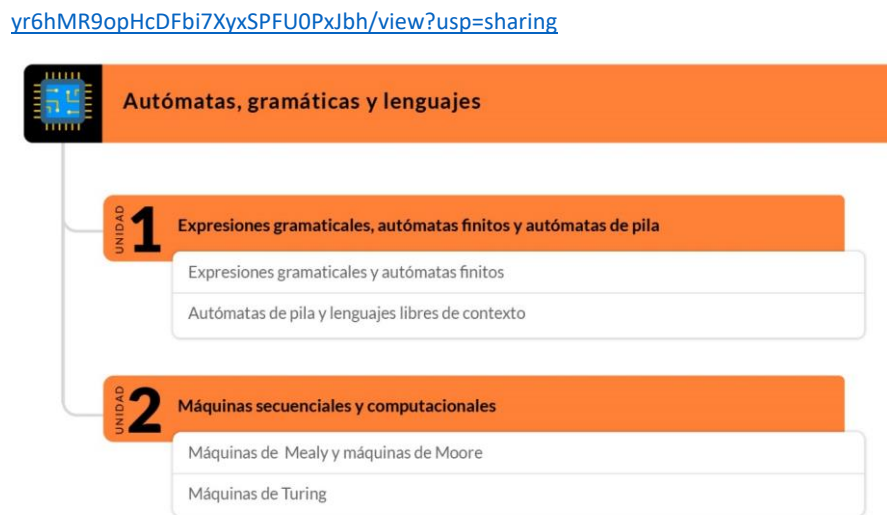 yr6hMR9opHcDFbi7XyxSPFU0PxJbh/view?usp=sharing
Autómatas, gramáticas y lenguajes
UNIDAD 1 Expresiones gramaticales, autómatas finitos y autómatas de pila
Expresiones gramaticales y autómatas finitos
Autómatas de pila y lenguajes libres de contexto
UNIDAD 2 Máquinas secuenciales y computacionales
Máquinas de Mealy y máquinas de Moore
Máquinas de Turing